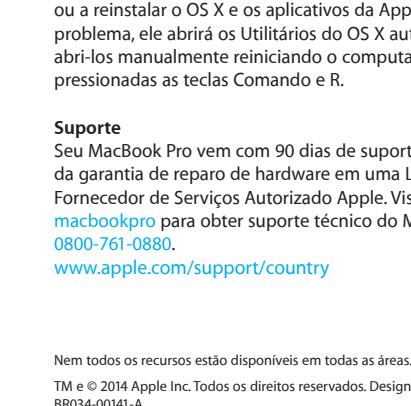 ou a reinstalar o OS X e os aplicativos da App
problema, ele abrirá os Utilitários do OS X au
abri-los manualmente reiniciando o computa
pressionadas as teclas Comando e R.
Suporte
Seu MacBook Pro vem com 90 dias de suport
da garantia de reparo de hardware em uma L
Fornecedor de Serviços Autorizado Apple. Vis
macbookpro para obter suporte técnico do M
0800-761-0880.
www.apple.com/support/country
Nem todos os recursos estão disponíveis em todas as áreas.
TM e © 2014 Apple Inc. Todos os direitos reservados. Design
BR034-00141-A